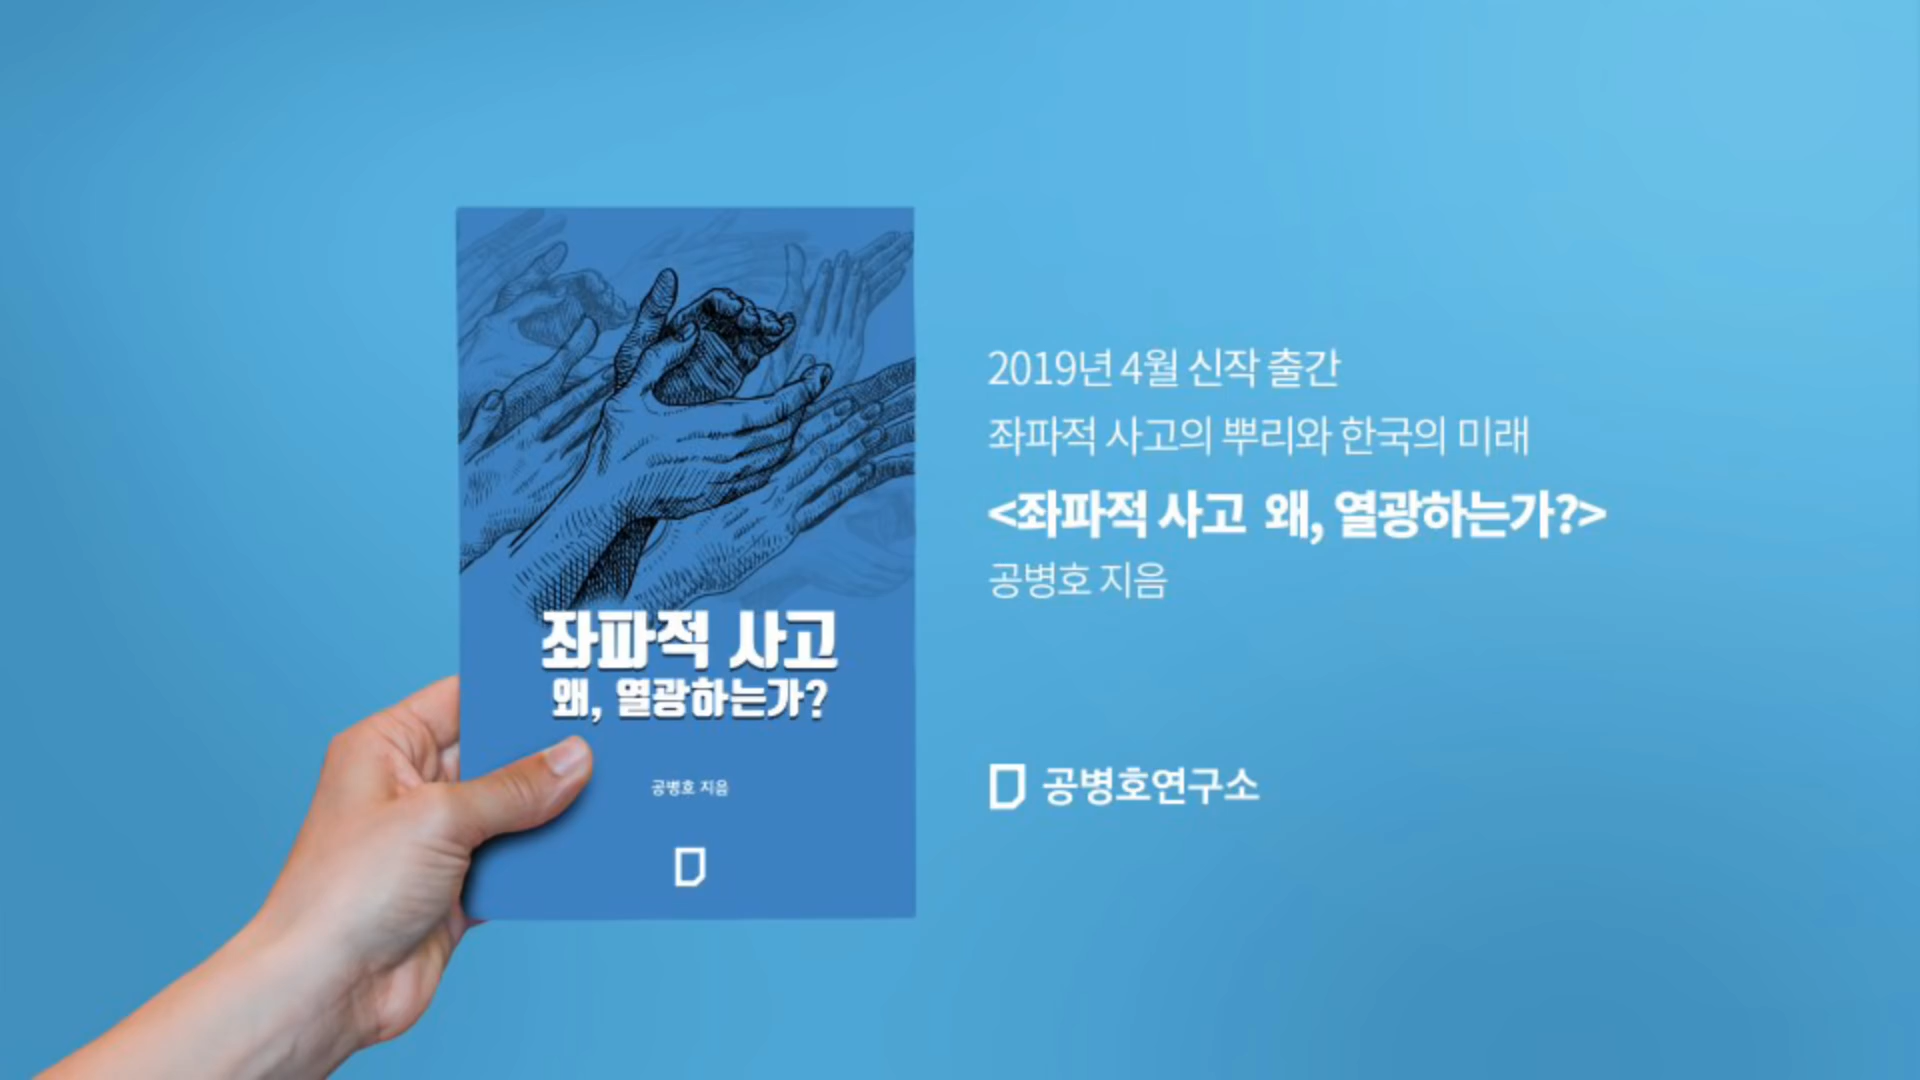 좌파적 사고
왜, 열광하는가?
공병호 지음
2019년 4월 신작 출간
좌파적 사고의 뿌리와 한국의 미래
<좌파적 사고 왜, 열광하는가?>
공병호 지음
공병호연구소